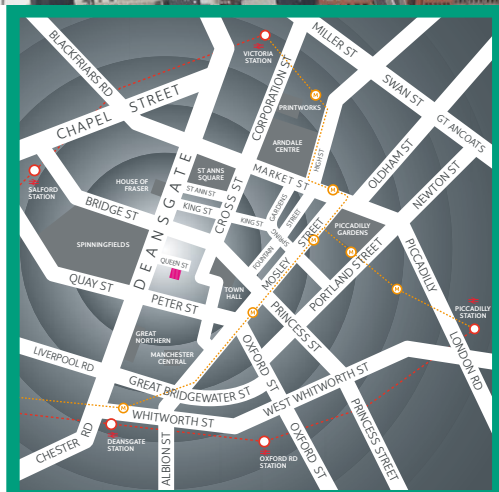 BLACKFRIARS RD
MILLER ST
VICTORIA
STATION
SWAN ST
CORPORATION ST
M
PRINTWORKS
CHAPEL STREET
GT ANCOATS
ARNDALE
CENTRE
HIGH ST
OLDHAM ST
NEWTON ST
MARKET ST
ST ANNS
SQUARE
SALFORD
STATION
HOUSE OF
FRASER
ST ANN ST
M
BRIDGE ST
KING ST
CROSS ST
KING ST
GARDENS
STREET
SPRING
FOUNTAIN
MOSLEY STREET
M
PICCADILLY
GARDENS
SPINNINGFIELDS
DEANSGATE
M
PICCADILLY
QUEEN ST
PORTLAND STREET
QUAY ST
PETER ST
TOWN
HALL
M
PICCADILLY
STATION
M
PRINCESS ST
GREAT
NORTHERN
OXFORD ST
LONDON RD
LIVERPOOL RD
MANCHESTER
CENTRAL
GREAT BRIDGEWATER ST
WEST WHITWORTH ST
M
WHITWORTH ST
PRINCESS STREET
CHESTER RD
DEANSGATE
STATION
ALBION ST
OXFORD RD
STATION
OXFORD ST